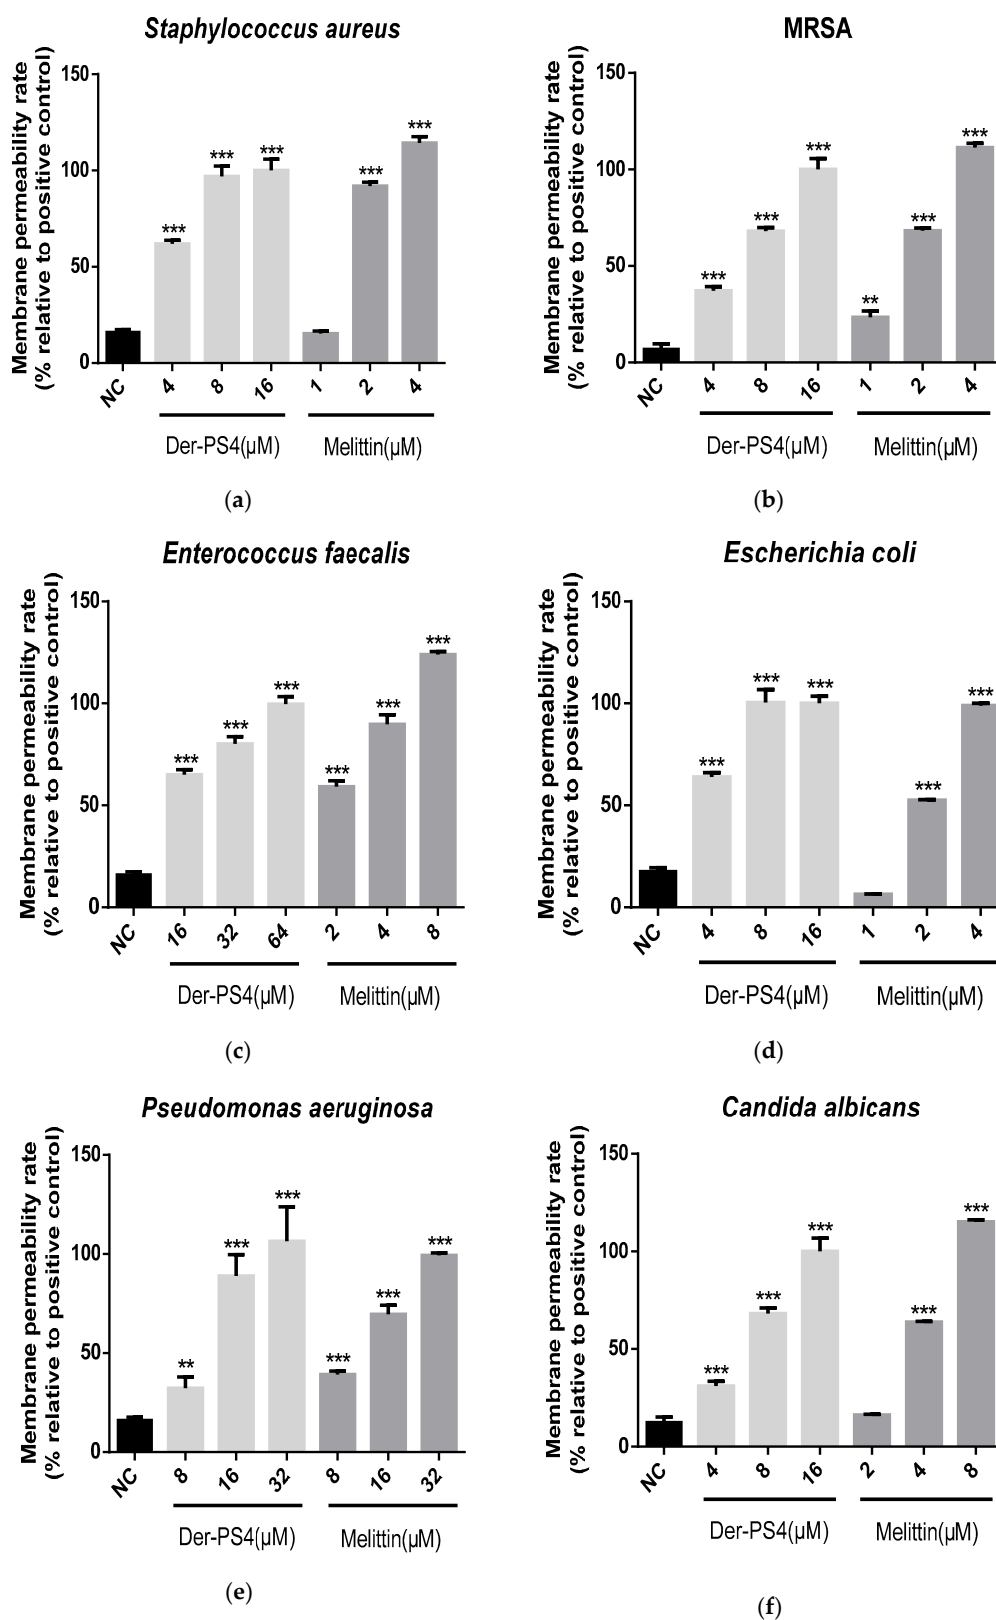 Staphylococcus aureus
Membrane permeability rate
(% relative to positive control)
150
100
50
0
***
***
***
***
***
NC
4
8
16
1
2
4
Der-PS4(µM)
Melittin(µM)
(a)
MRSA
Membrane permeability rate
(% relative to positive control)
150
100
50
0
***
***
***
**
***
***
NC
4
8
16
1
2
4
Der-PS4(µM)
Melittin(µM)
(b)
Enterococcus faecalis
Membrane permeability rate
(% relative to positive control)
150
100
50
0
***
***
***
***
***
***
NC
16
32
64
2
4
8
Der-PS4(µM)
Melittin(µM)
(c)
Escherichia coli
Membrane permeability rate
(% relative to positive control)
150
100
50
0
***
***
***
***
***
NC
4
8
16
1
2
4
Der-PS4(µM)
Melittin(µM)
(d)
Pseudomonas aeruginosa
Membrane permeability rate
(% relative to positive control)
150
100
50
0
**
***
***
***
***
***
NC
8
16
32
8
16
32
Der-PS4(µM)
Melittin(µM)
(e)
Candida albicans
Membrane permeability rate
(% relative to positive control)
150
100
50
0
***
***
***
***
***
NC
4
8
16
2
4
8
Der-PS4(µM)
Melittin(µM)
(f)